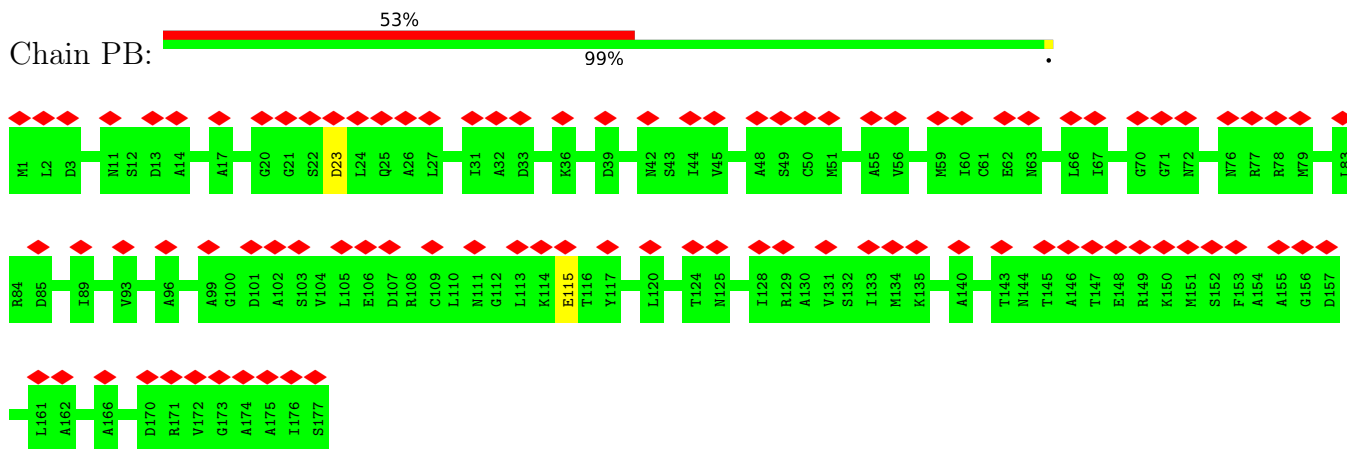 53%
Chain PB:
99%
M1 L2 D3 N11 S12 D13 A14 A17 G20 G21 S22 D23 L24 Q25 A26 L27 I31 A32 D33 K36 D39 N42 S43 I44 V45 A48 S49 C50 M51 A55 V56 M59 I60 C61 E62 N63 L66 I67 G70 G71 N72 N76 R77 R78 M79 L83
R84 D85 I89 V93 A96 A99 G100 D101 A102 S103 V104 L105 E106 D107 R108 C109 L110 N111 G112 L113 K114 E115 T116 Y117 L120 T124 N125 I128 R129 A130 V131 S132 I133 M134 K135 A140 T143 N144 T145 A146 T147 E148 R149 K150 M151 S152 F153 A154 A155 G156 D157
L161 A162 A166 D170 R171 V172 G173 A174 A175 I176 S177